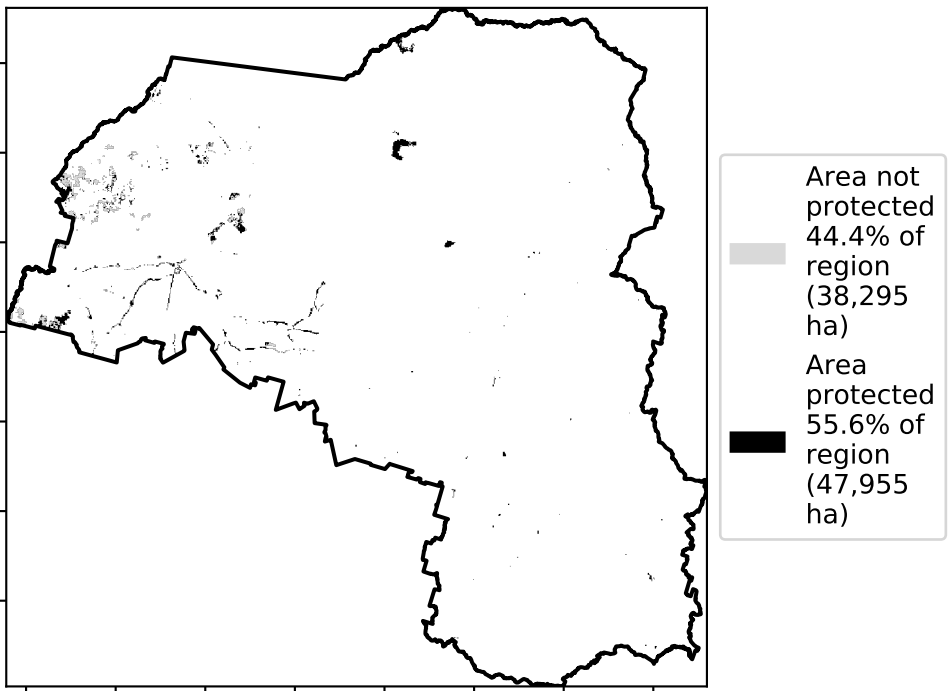 Area not
protected
44.4% of
region
(38,295
ha)
Area
protected
55.6% of
region
(47,955
ha)